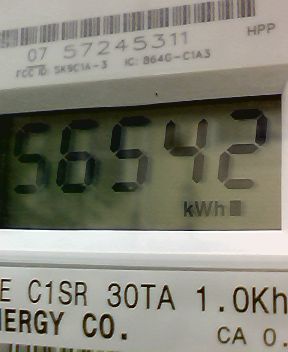 HPP
07 57245311
FCC ID: SK9C1A-3 IC: 864G-C1A3
56542
kWh
E C1SR 30TA 1.0Kh
NERGY CO. CA 0.